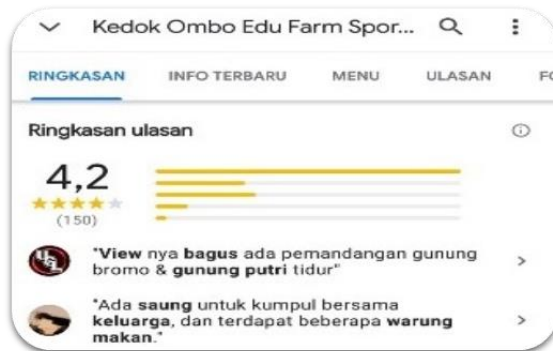 Kedok Ombo Edu Farm Spor...
RINGKASAN INFO TERBARU MENU ULASAN
Ringkasan ulasan
4,2
(150)
"View nya bagus ada pemandangan gunung
bromo & gunung putri tidur"
"Ada saung untuk kumpul bersama
keluarga, dan terdapat beberapa warung
makan."